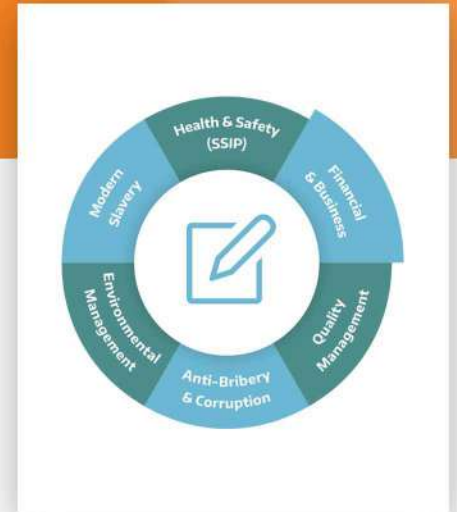 Health & Safety
(SSIP)
Financial
& Business
Quality
Management
Anti-Bribery
& Corruption
Environmental
Management
Modern
Slavery